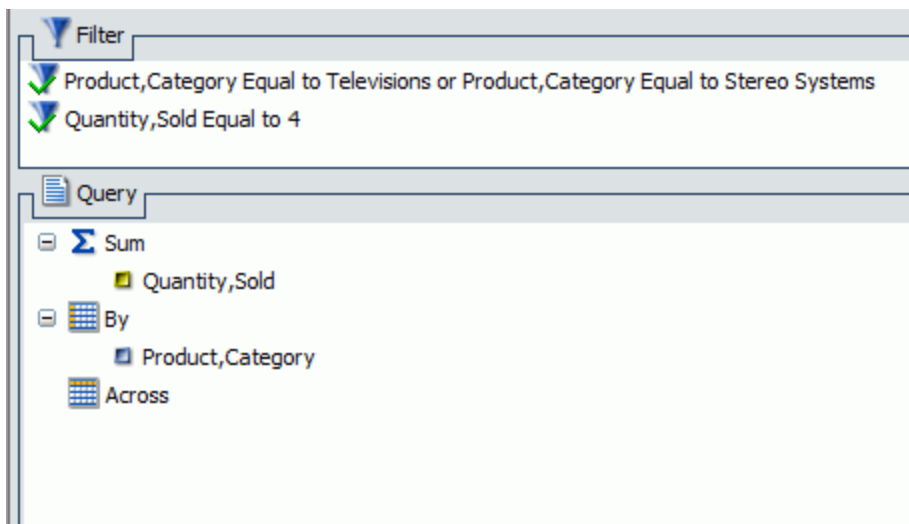 Filter
Product,Category Equal to Televisions or Product,Category Equal to Stereo Systems
Quantity,Sold Equal to 4
Query
Sum
Quantity,Sold
By
Product,Category
Across